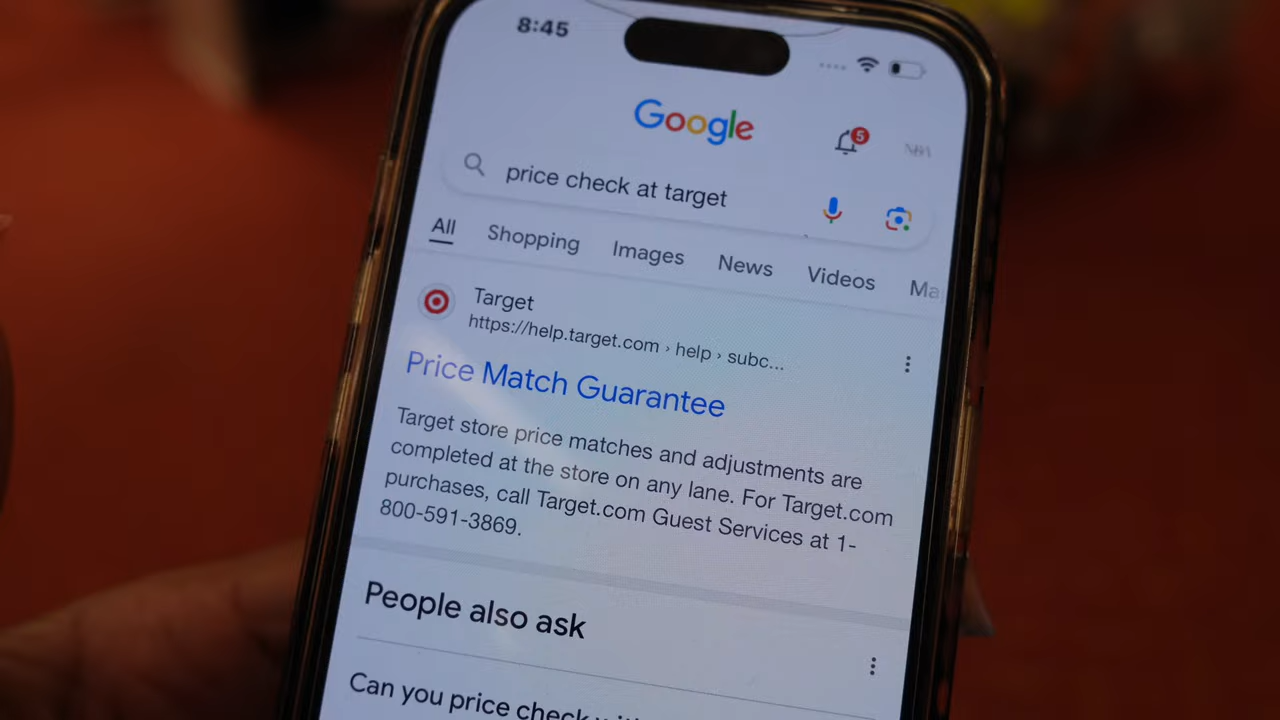 8:45
Google
5
price check at target
All Shopping Images News Videos Ma
Target
https://help.target.com › help › subc...
Price Match Guarantee
Target store price matches and adjustments are
completed at the store on any lane. For Target.com
purchases, call Target.com Guest Services at 1-
800-591-3869.
People also ask
Can you price check